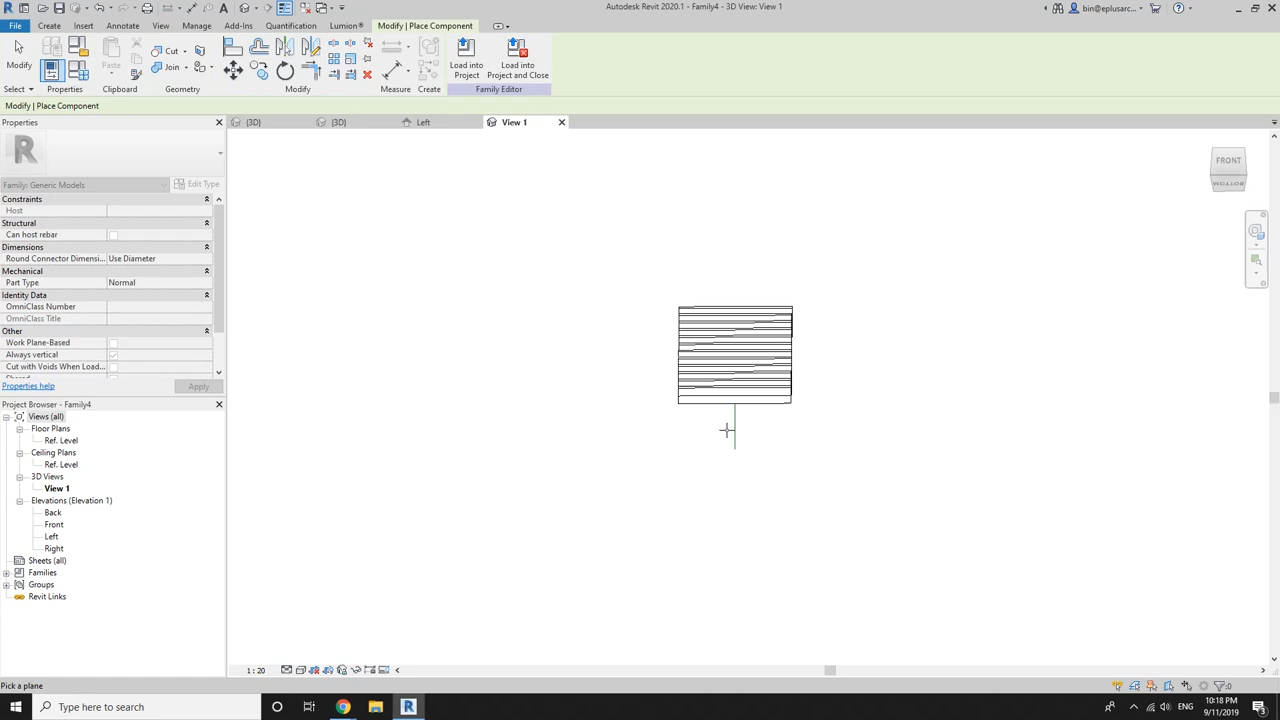 Autodesk Revit 2020.1 - Family4 - 3D View: View 1
bin@eplusarc...
File Create Insert Annotate View Manage Add-Ins Quantification Lumion® Modify | Place Component
Modify Paste Cut Join Load into Project Load into Project and Close
Select Properties Clipboard Geometry Modify Measure Create Family Editor
Modify | Place Component
Properties
{3D} {3D} Left View 1
Family: Generic Models Edit Type
Constraints
Host
Structural
Can host rebar
Dimensions
Round Connector Dimensi... Use Diameter
Mechanical
Part Type Normal
Identity Data
OmniClass Number
OmniClass Title
Other
Work Plane-Based
Always vertical
Cut with Voids When Load...
Properties help Apply
Project Browser - Family4
Views (all)
Floor Plans
Ref. Level
Ceiling Plans
Ref. Level
3D Views
View 1
Elevations (Elevation 1)
Back
Front
Left
Right
Sheets (all)
Families
Groups
Revit Links
FRONT
BOTTOM
1 : 20
Pick a plane
:0
Type here to search
ENG
10:18 PM
9/11/2019